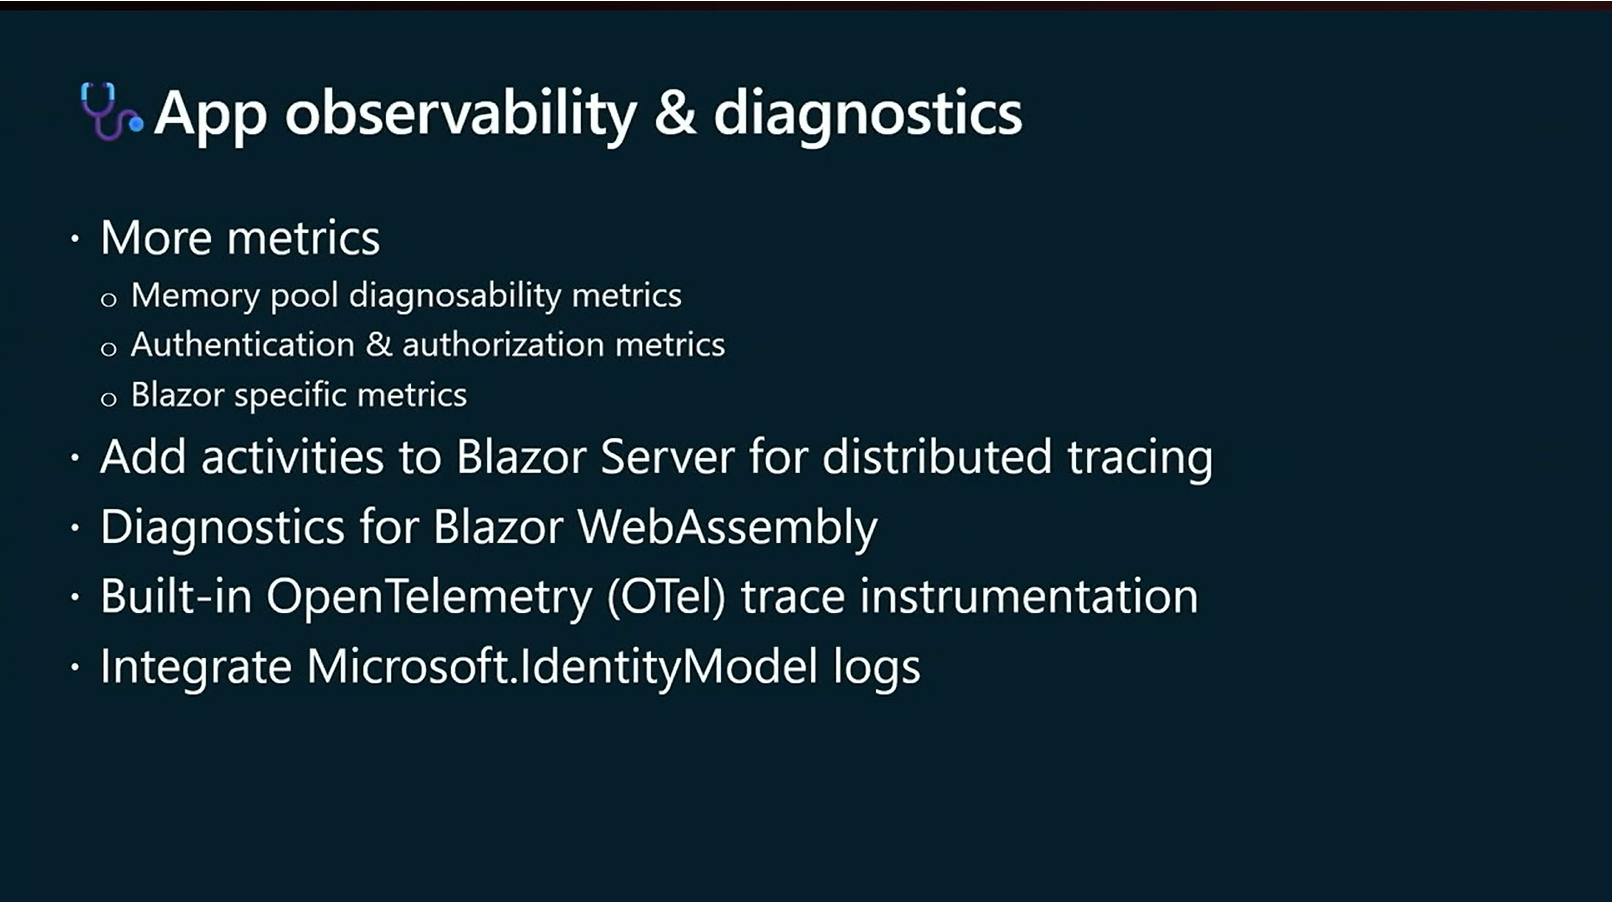 App observability & diagnostics
· More metrics
o Memory pool diagnosability metrics
o Authentication & authorization metrics
o Blazor specific metrics
· Add activities to Blazor Server for distributed tracing
· Diagnostics for Blazor WebAssembly
· Built-in OpenTelemetry (OTel) trace instrumentation
· Integrate Microsoft.IdentityModel logs